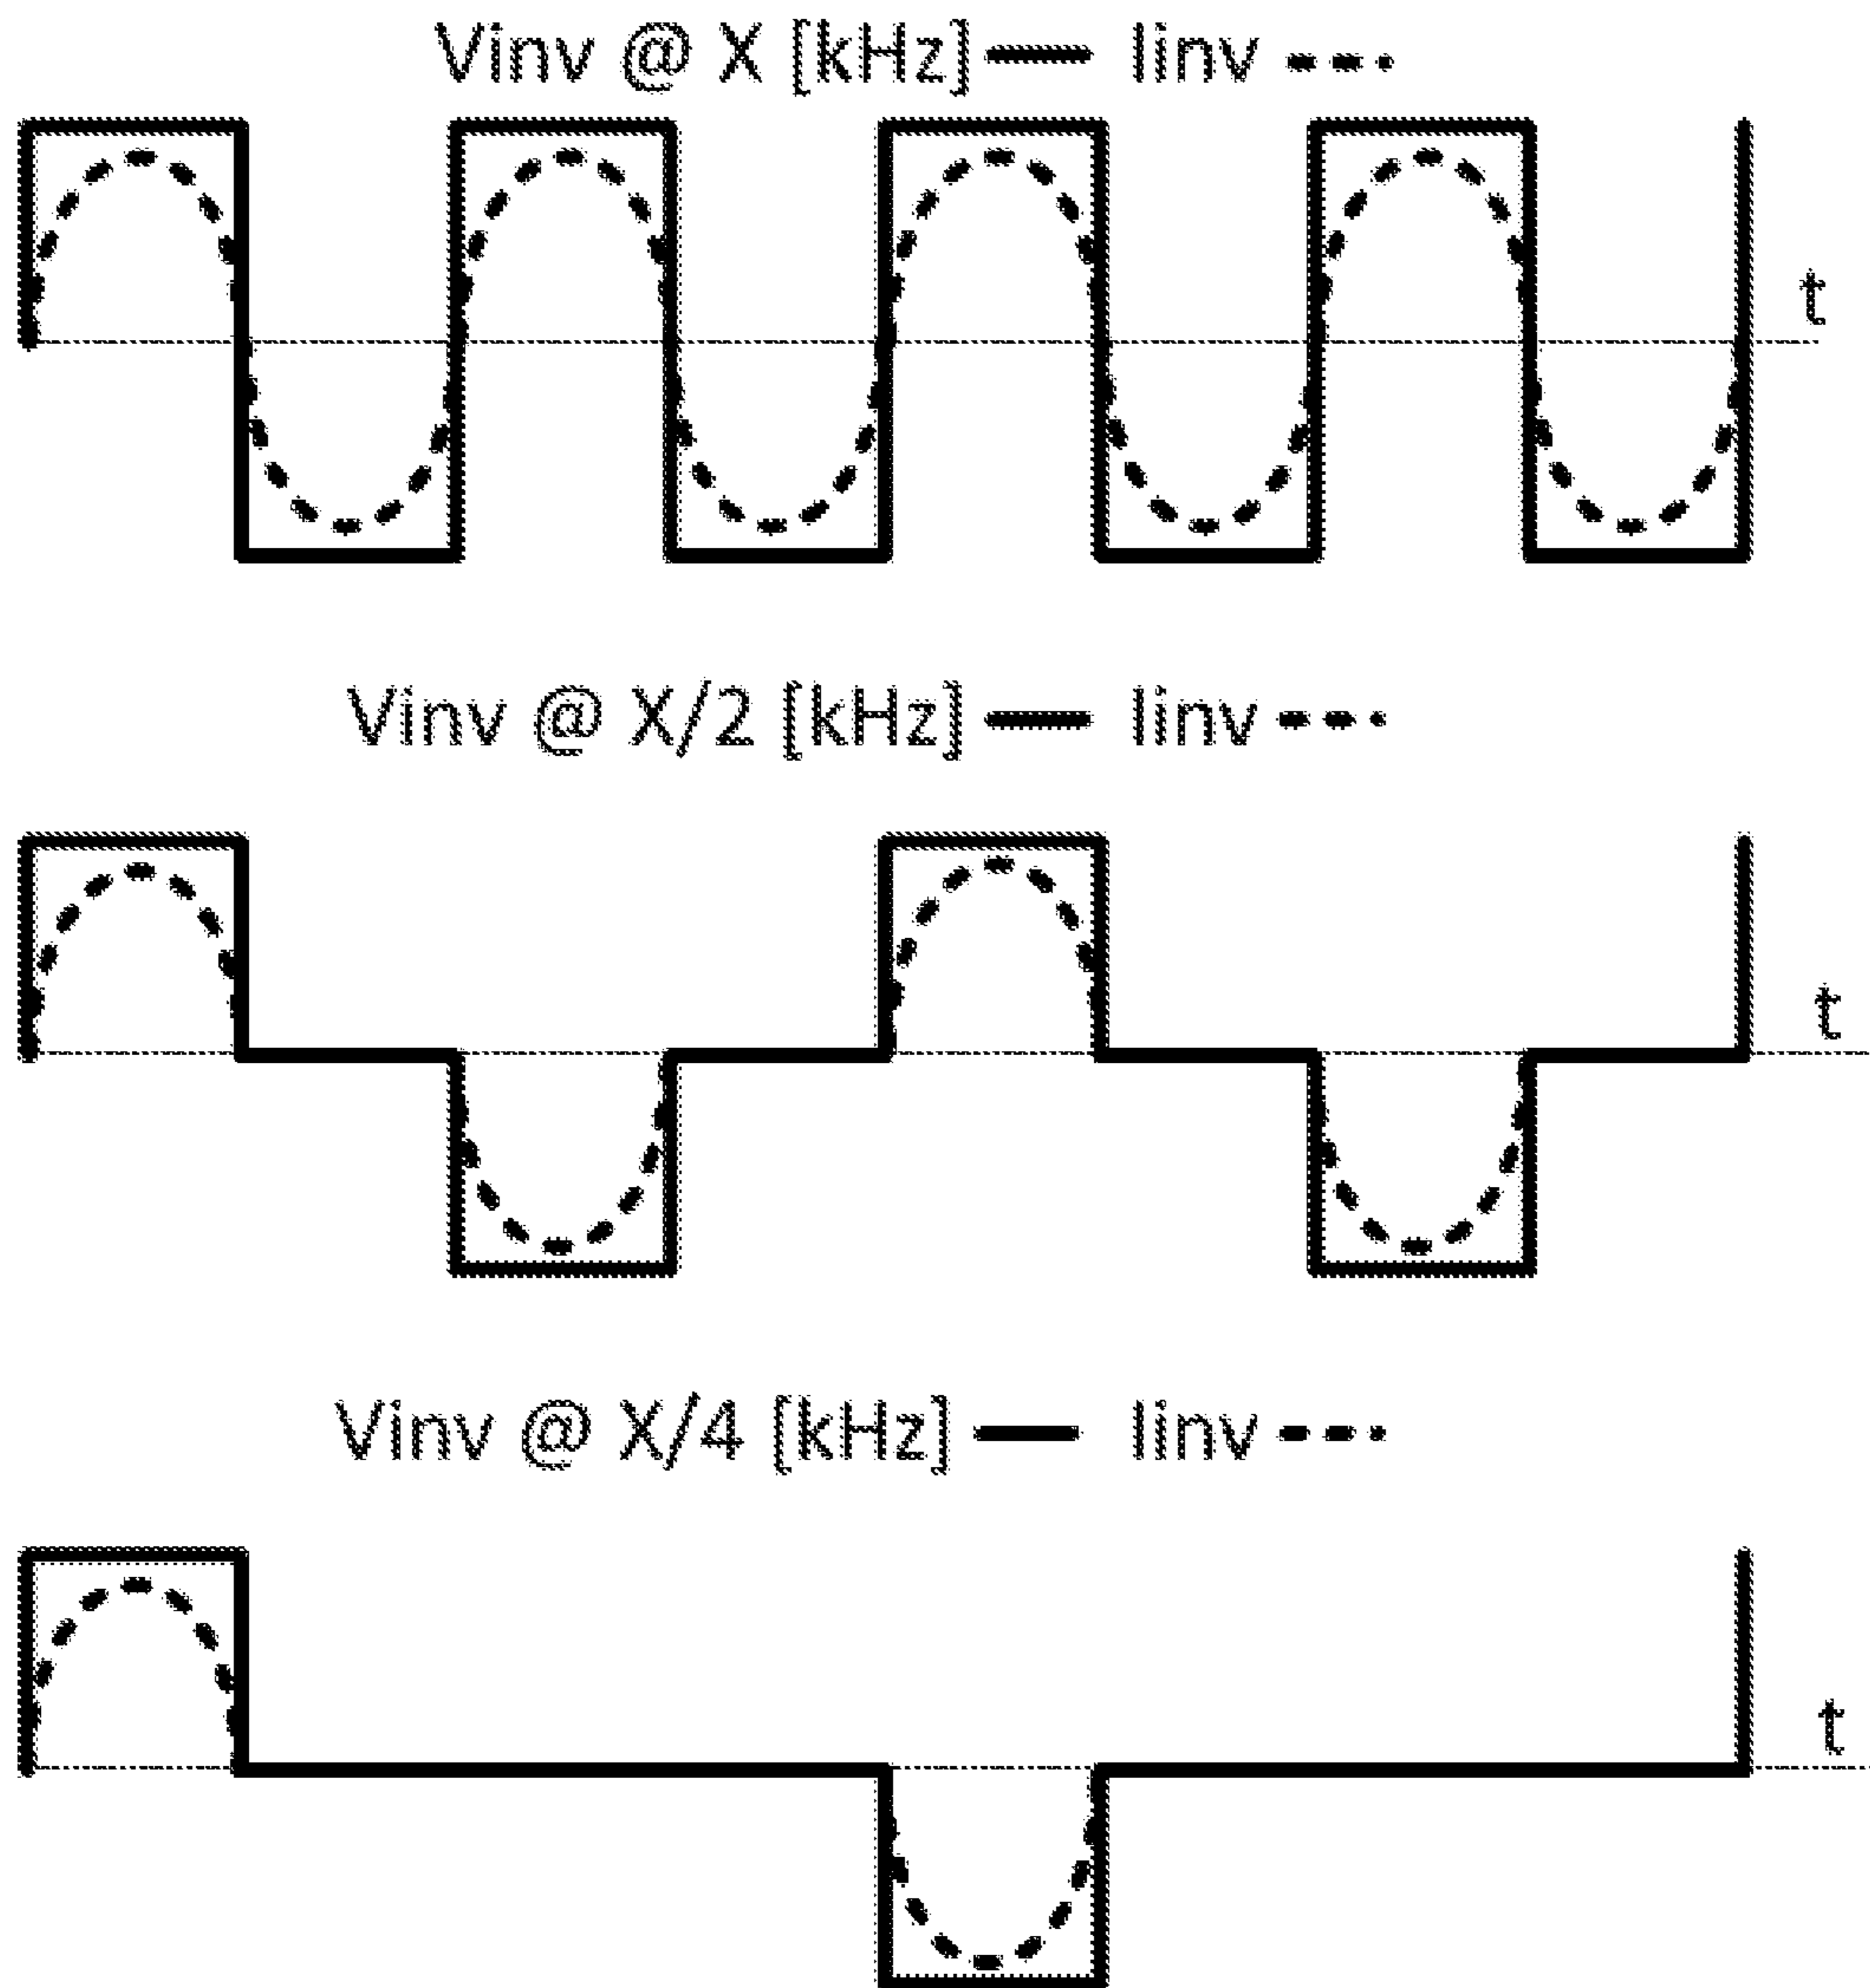 Vinv @ X [kHz] Iinv
t
Vinv @ X/2 [kHz] Iinv
t
Vinv @ X/4 [kHz] Iinv
t